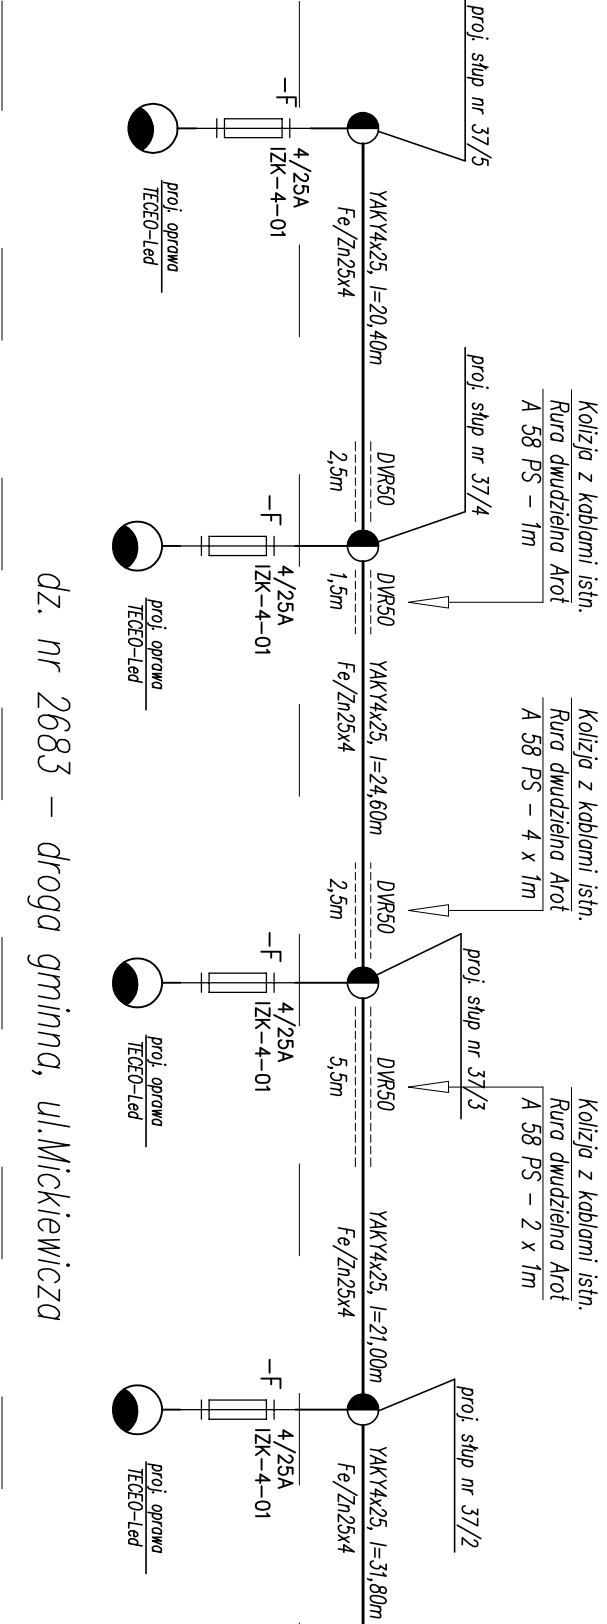 Kolizja z kablami istn.
Rura dwudzielna Arot
A 58 PS - 1m
Kolizja z kablami istn.
Rura dwudzielna Arot
A 58 PS - 4 x 1m
Kolizja z kablami istn.
Rura dwudzielna Arot
A 58 PS - 2 x 1m
proj. słup nr 37/5
proj. słup nr 37/4
proj. słup nr 37/3
proj. słup nr 37/2
YAKY4x25, l=20,40m
Fe/Zn25x4
DVR50
2,5m
DVR50
1,5m
YAKY4x25, l=24,60m
Fe/Zn25x4
DVR50
2,5m
DVR50
5,5m
YAKY4x25, l=21,00m
Fe/Zn25x4
YAKY4x25, l=31,80m
Fe/Zn25x4
-F
4/25A
IZK-4-01
-F
4/25A
IZK-4-01
-F
4/25A
IZK-4-01
-F
4/25A
IZK-4-01
proj. oprawa
TECEO-Led
proj. oprawa
TECEO-Led
proj. oprawa
TECEO-Led
proj. oprawa
TECEO-Led
dz. nr 2683 - droga gminna, ul.Mickiewicza